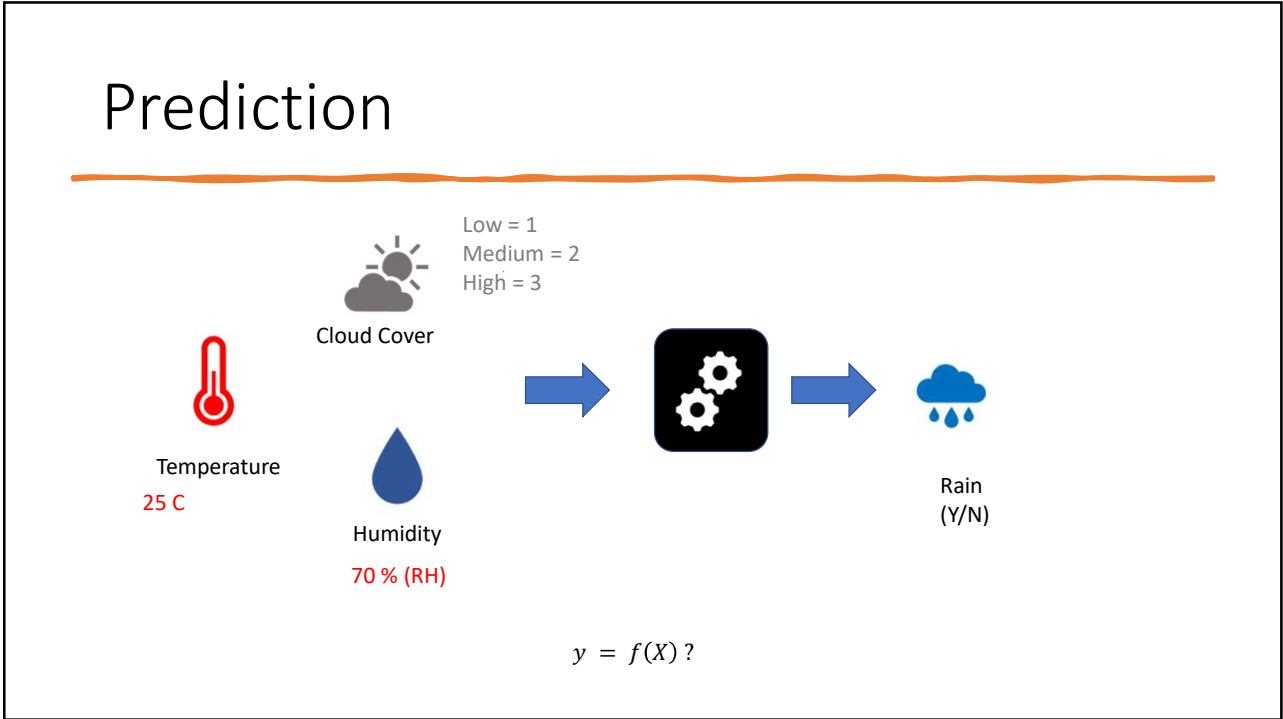 Prediction
Low = 1
Medium = 2
High = 3
Cloud Cover
Temperature
25 C
Humidity
70 % (RH)
Rain
(Y/N)
y = f(X) ?